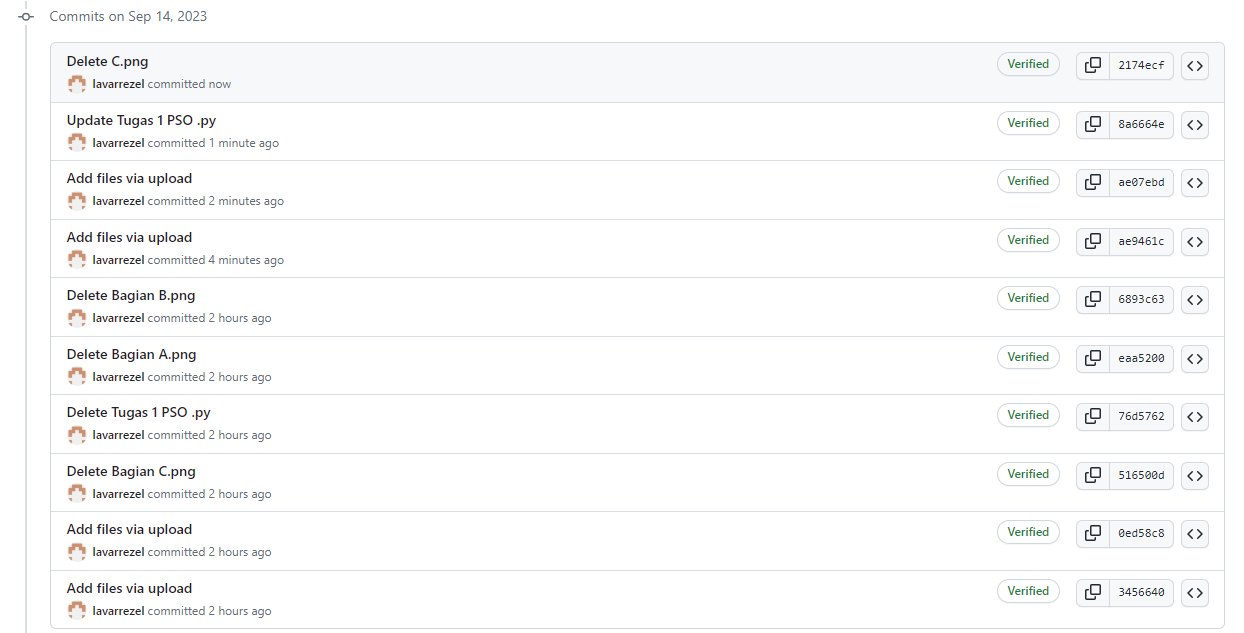 Commits on Sep 14, 2023
Delete C.png
Verified
2174ecf
lavarrezel committed now
Update Tugas 1 PSO .py
Verified
8a6664e
lavarrezel committed 1 minute ago
Add files via upload
Verified
ae07ebd
lavarrezel committed 2 minutes ago
Add files via upload
Verified
ae9461c
lavarrezel committed 4 minutes ago
Delete Bagian B.png
Verified
6893c63
lavarrezel committed 2 hours ago
Delete Bagian A.png
Verified
eaa5200
lavarrezel committed 2 hours ago
Delete Tugas 1 PSO .py
Verified
76d5762
lavarrezel committed 2 hours ago
Delete Bagian C.png
Verified
516500d
lavarrezel committed 2 hours ago
Add files via upload
Verified
0ed58c8
lavarrezel committed 2 hours ago
Add files via upload
Verified
3456640
lavarrezel committed 2 hours ago